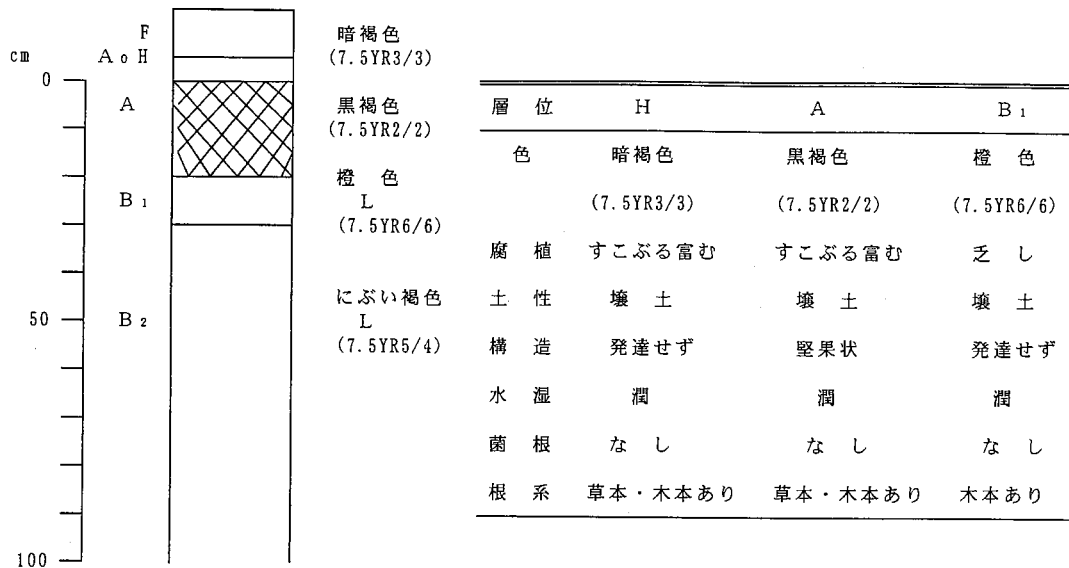 F
cm AoH
0
A
B₁
50 B₂
100
暗褐色
(7.5YR3/3)
黒褐色
(7.5YR2/2)
橙 色
L
(7.5YR6/6)
にぶい褐色
L
(7.5YR5/4)
層 位 H A B₁
色 暗褐色 黒褐色 橙 色
(7.5YR3/3) (7.5YR2/2) (7.5YR6/6)
腐 植 すこぶる富む すこぶる富む 乏 し
土 性 壌 土 壌 土 壌 土
構 造 発達せず 堅果状 発達せず
水 湿 潤 潤 潤
菌 根 な し な し な し
根 系 草本・木本あり 草本・木本あり 木本あり